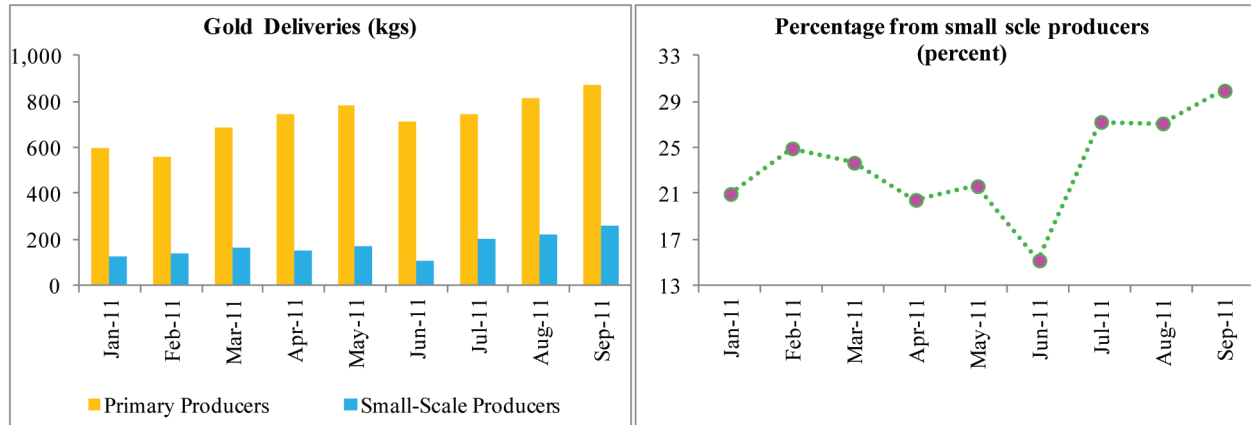 Gold Deliveries (kgs)
1,000
800
600
400
200
0
Jan-11
Feb-11
Mar-11
Apr-11
May-11
Jun-11
Jul-11
Aug-11
Sep-11
Primary Producers
Small-Scale Producers
Percentage from small scle producers
(percent)
33
29
25
21
17
13
Jan-11
Feb-11
Mar-11
Apr-11
May-11
Jun-11
Jul-11
Aug-11
Sep-11